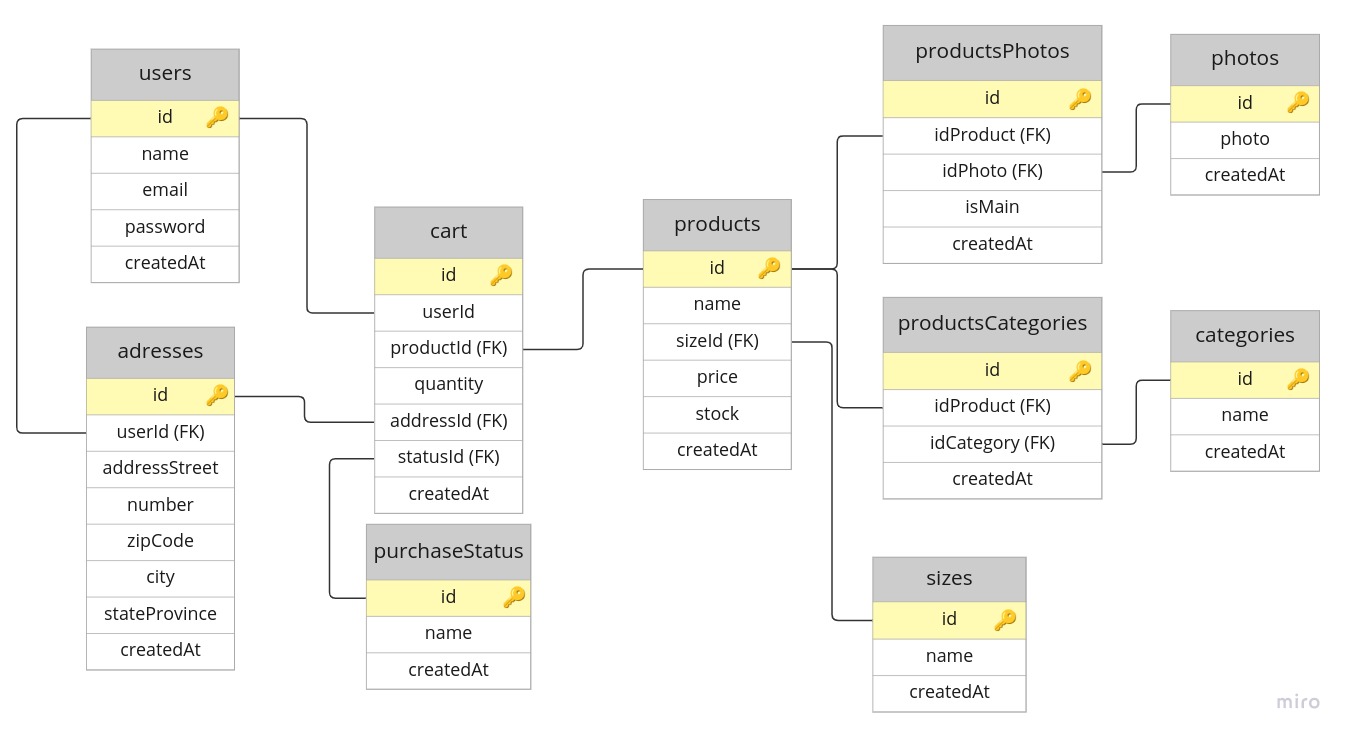 users
id
name
email
password
createdAt
adresses
id
userId (FK)
addressStreet
number
zipCode
city
stateProvince
createdAt
cart
id
userId
productId (FK)
quantity
addressId (FK)
statusId (FK)
createdAt
purchaseStatus
id
name
createdAt
products
id
name
sizeId (FK)
price
stock
createdAt
productsPhotos
id
idProduct (FK)
idPhoto (FK)
isMain
createdAt
photos
id
photo
createdAt
productsCategories
id
idProduct (FK)
idCategory (FK)
createdAt
categories
id
name
createdAt
sizes
id
name
createdAt
miro